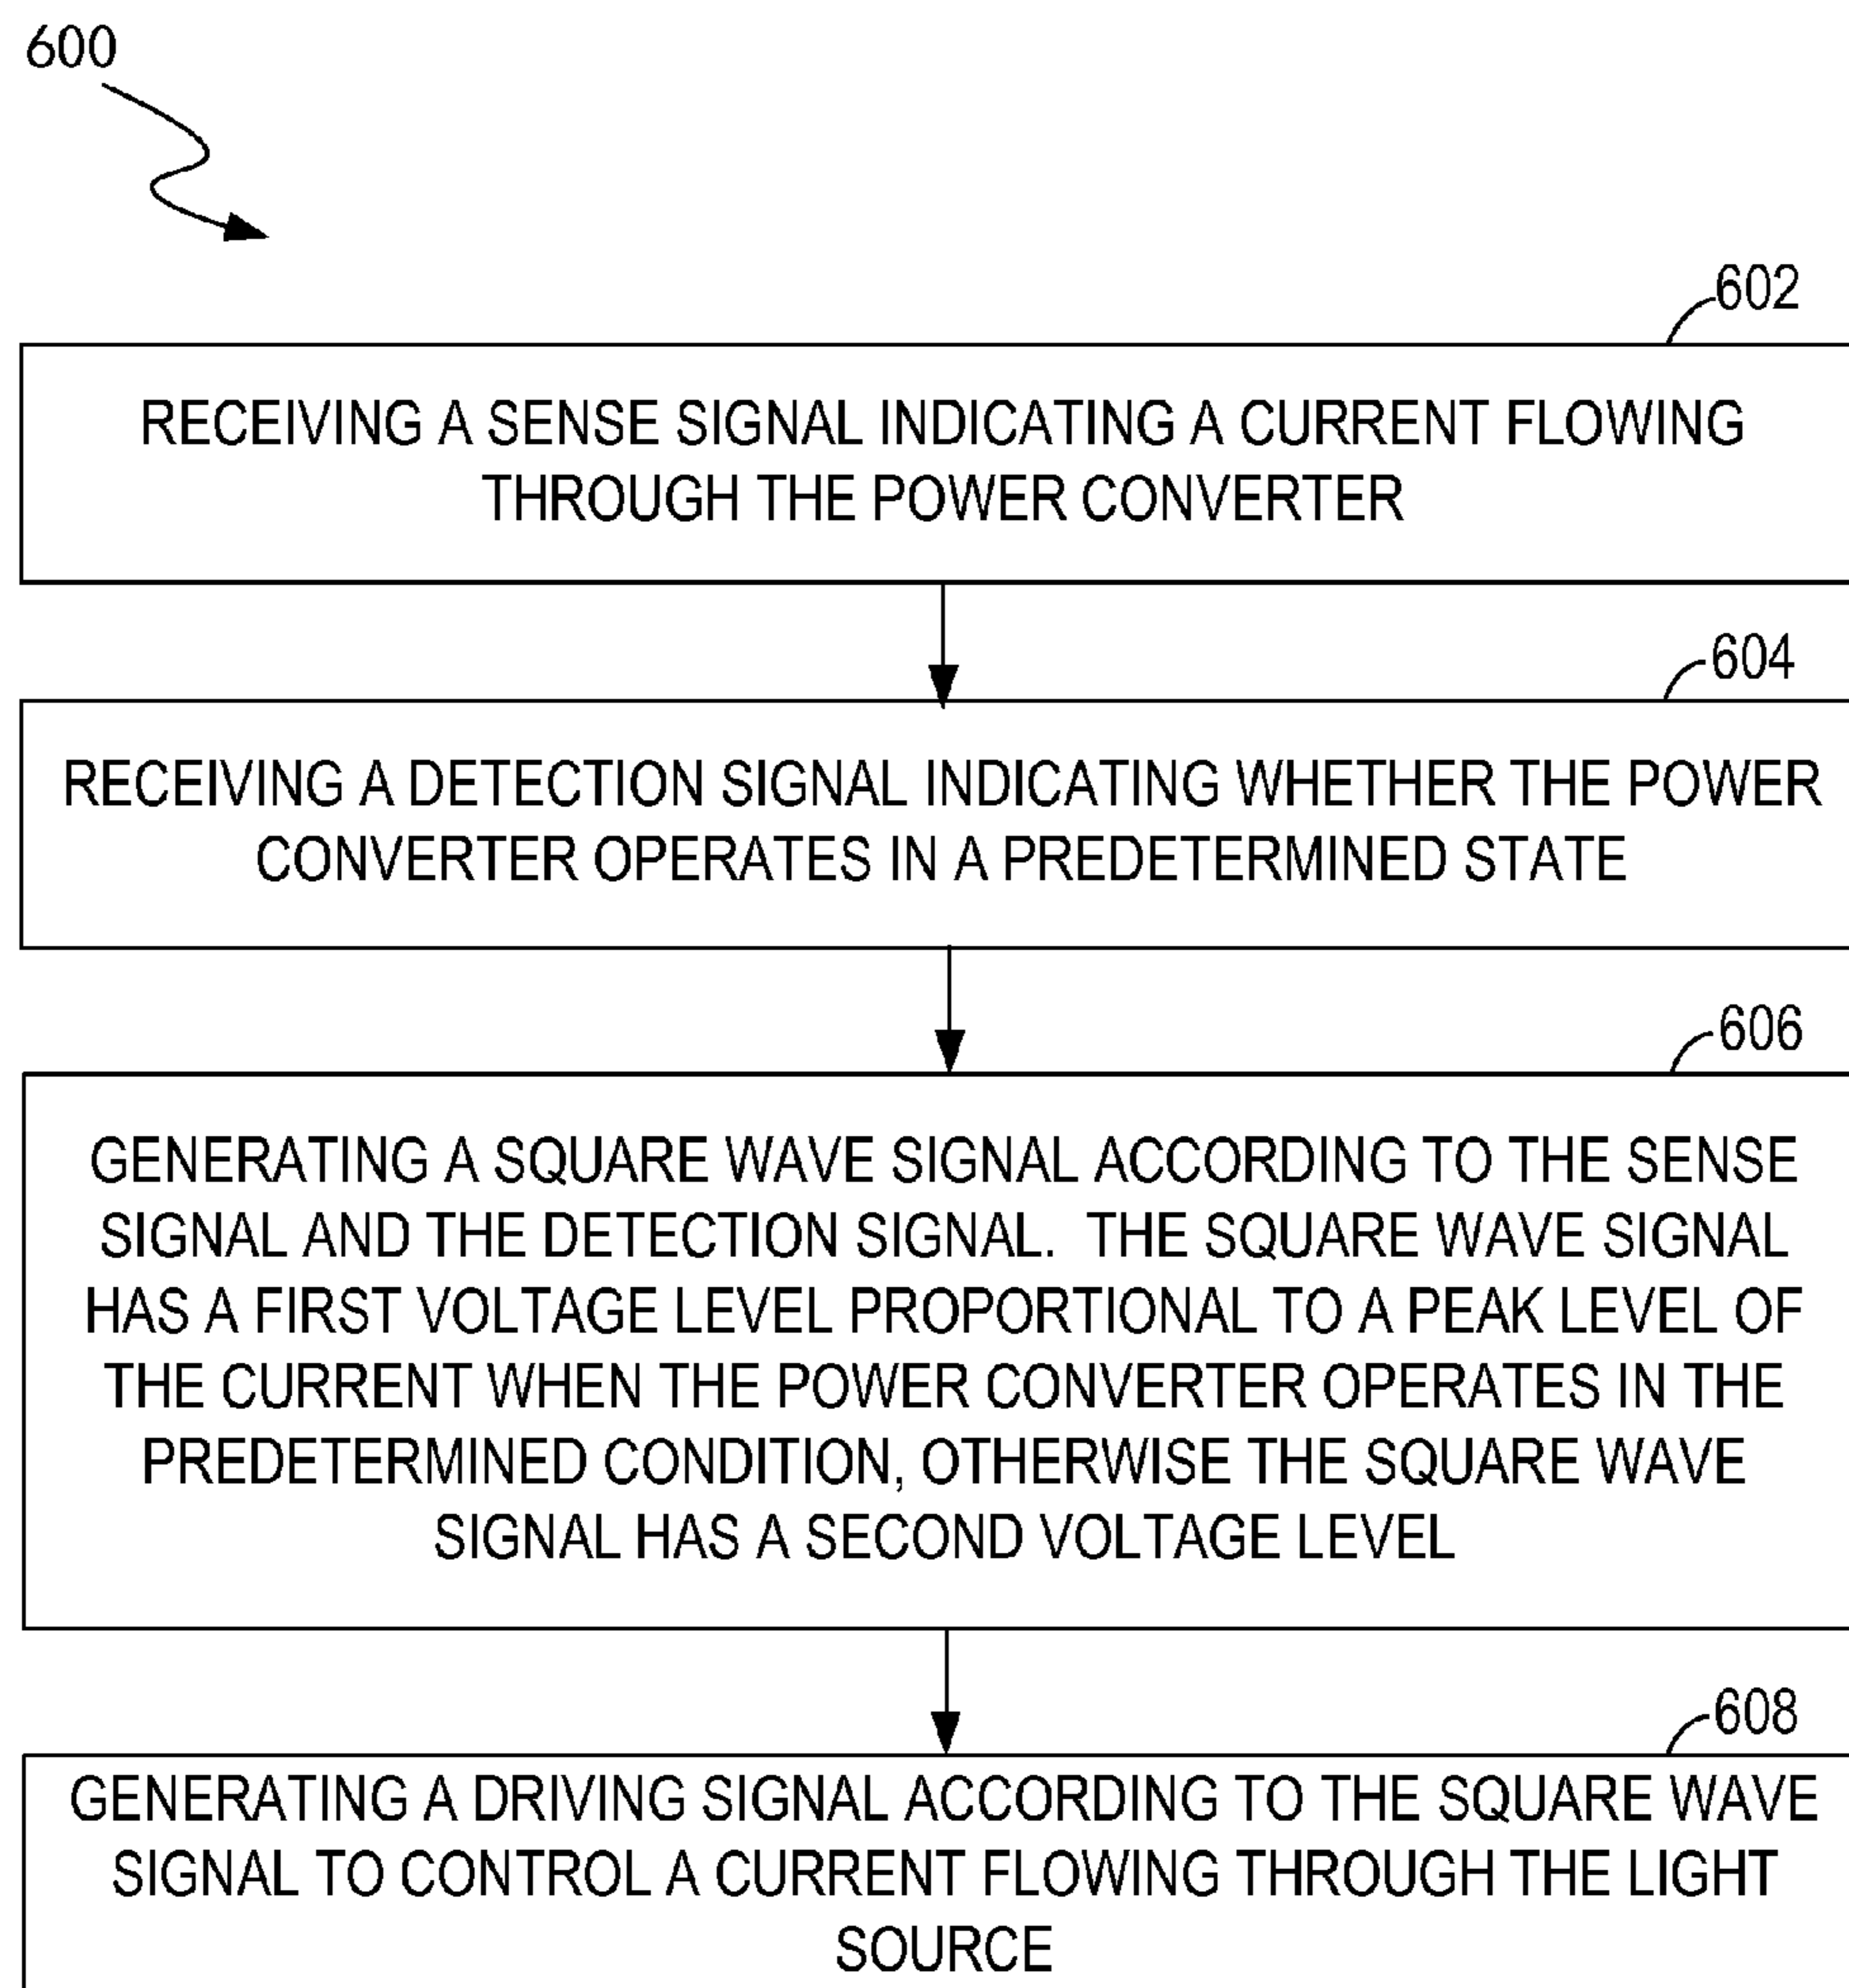 600
602
RECEIVING A SENSE SIGNAL INDICATING A CURRENT FLOWING
THROUGH THE POWER CONVERTER
604
RECEIVING A DETECTION SIGNAL INDICATING WHETHER THE POWER
CONVERTER OPERATES IN A PREDETERMINED STATE
606
GENERATING A SQUARE WAVE SIGNAL ACCORDING TO THE SENSE
SIGNAL AND THE DETECTION SIGNAL.  THE SQUARE WAVE SIGNAL
HAS A FIRST VOLTAGE LEVEL PROPORTIONAL TO A PEAK LEVEL OF
THE CURRENT WHEN THE POWER CONVERTER OPERATES IN THE
PREDETERMINED CONDITION, OTHERWISE THE SQUARE WAVE
SIGNAL HAS A SECOND VOLTAGE LEVEL
608
GENERATING A DRIVING SIGNAL ACCORDING TO THE SQUARE WAVE
SIGNAL TO CONTROL A CURRENT FLOWING THROUGH THE LIGHT
SOURCE